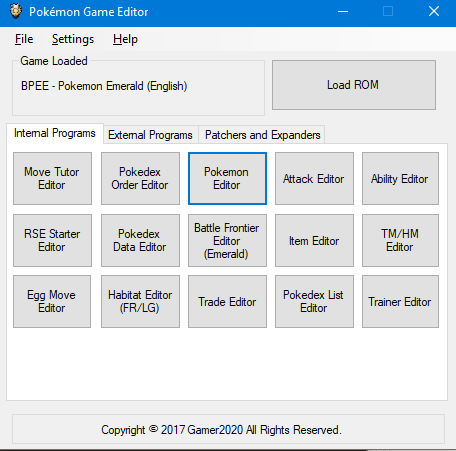 Pokémon Game Editor
File Settings Help
Game Loaded
BPEE - Pokemon Emerald (English)
Load ROM
Internal Programs External Programs Patchers and Expanders
Move Tutor
Editor
Pokedex
Order Editor
Pokemon
Editor
Attack Editor
Ability Editor
RSE Starter
Editor
Pokedex
Data Editor
Battle Frontier
Editor
(Emerald)
Item Editor
TM/HM
Editor
Egg Move
Editor
Habitat Editor
(FR/LG)
Trade Editor
Pokedex List
Editor
Trainer Editor
Copyright © 2017 Gamer2020 All Rights Reserved.